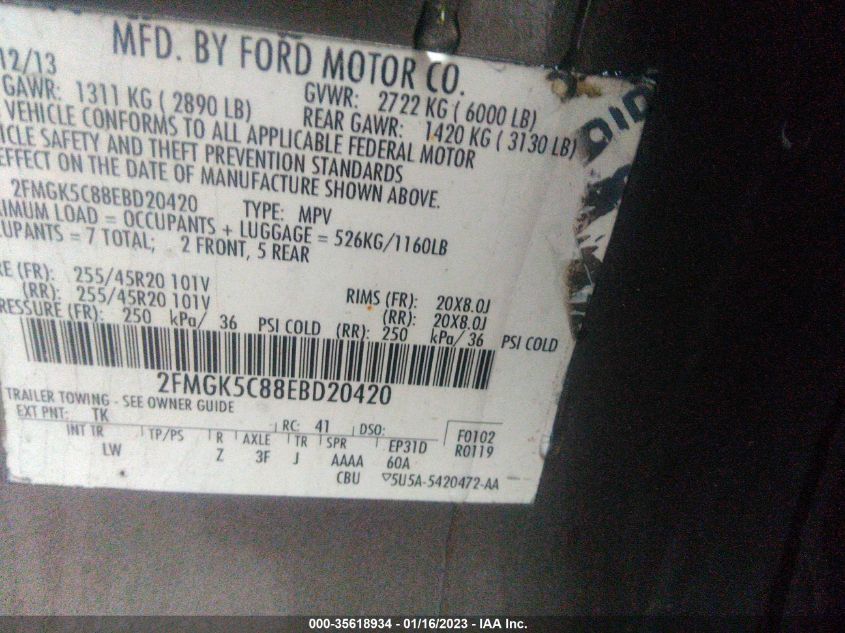 MFD. BY FORD MOTOR CO.
12/13
GVWR: 2722 KG ( 6000 LB)
GAWR: 1311 KG ( 2890 LB)
REAR GAWR: 1420 KG ( 3130 LB)
VEHICLE CONFORMS TO ALL APPLICABLE FEDERAL MOTOR
ICLE SAFETY AND THEFT PREVENTION STANDARDS
EFFECT ON THE DATE OF MANUFACTURE SHOWN ABOVE.
2FMGK5C88EBD20420 TYPE: MPV
IMUM LOAD = OCCUPANTS + LUGGAGE = 526KG/1160LB
UPANTS = 7 TOTAL; 2 FRONT, 5 REAR
RE (FR): 255/45R20 101V RIMS (FR): 20X8.0J
(RR): 255/45R20 101V (RR): 20X8.0J
RESSURE (FR): 250 kPa/ 36 PSI COLD (RR): 250 kPa/ 36 PSI COLD
2FMGK5C88EBD20420
TRAILER TOWING - SEE OWNER GUIDE
EXT PNT: TK RC: 41 DSO:
INT TR TP/PS R AXLE TR SPR EP31D F0102
LW Z 3F J AAAA 60A R0119
CBU 5U5A-5420472-AA
000-35618934 - 01/16/2023 - IAA Inc.